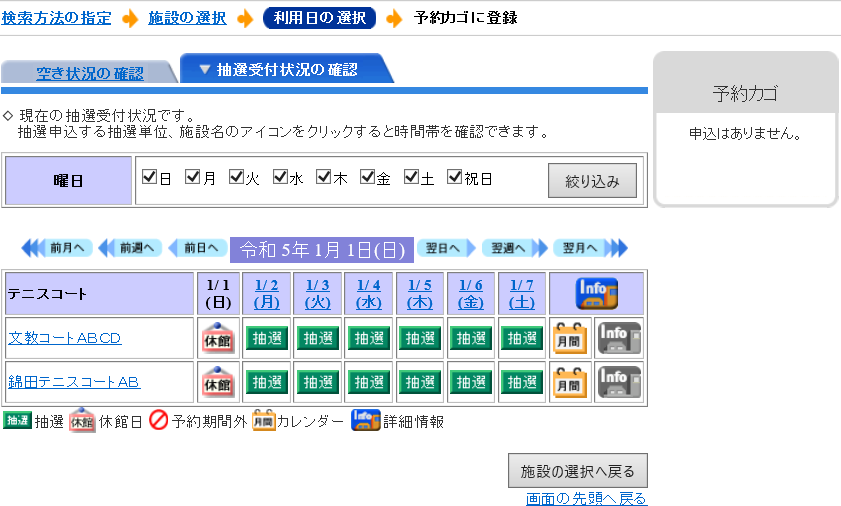 検索方法の指定 施設の選択 利用日の選択 予約カゴに登録
空き状況の確認 ▼抽選受付状況の確認
◇ 現在の抽選受付状況です。
抽選申込する抽選単位、施設名のアイコンをクリックすると時間帯を確認できます。
予約カゴ
申込はありません。
曜日 日 月 火 水 木 金 土 祝日 絞り込み
前月へ 前週へ 前日へ 令和5年1月1日(日) 翌日へ 翌週へ 翌月へ
テニスコート 1/1 (日) 1/2 (月) 1/3 (火) 1/4 (水) 1/5 (木) 1/6 (金) 1/7 (土) Info
文教コートABCD 休館 抽選 抽選 抽選 抽選 抽選 抽選 月間 Info
錦田テニスコートAB 休館 抽選 抽選 抽選 抽選 抽選 抽選 月間 Info
抽選 抽選 休館 休館日 予約期間外 月間 カレンダー Info 詳細情報
施設の選択へ戻る
画面の先頭へ戻る